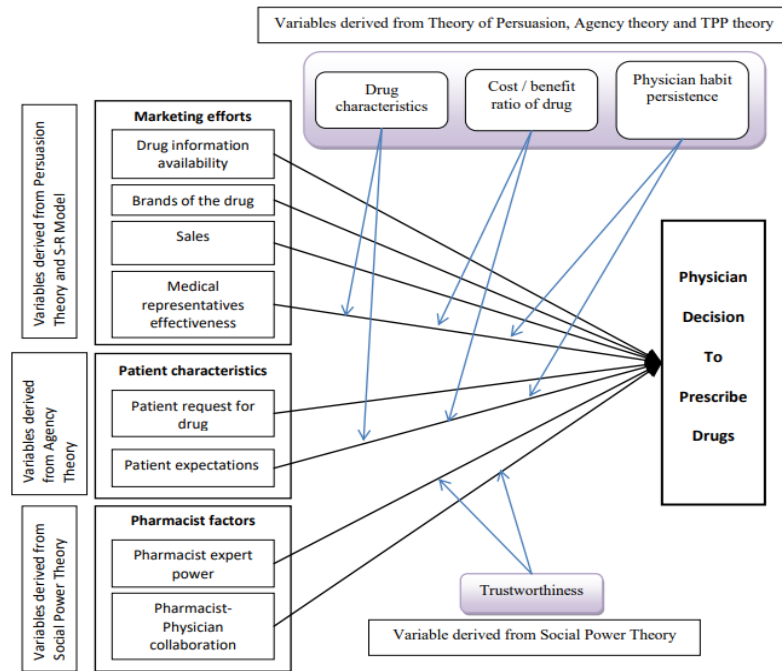 Variables derived from Theory of Persuasion, Agency theory and TPP theory
Drug
characteristics
Cost / benefit
ratio of drug
Physician habit
persistence
Variables derived from Persuasion
Theory and S-R Model
Marketing efforts
Drug information
availability
Brands of the drug
Sales
Medical
representatives
effectiveness
Variables derived
from Agency
Theory
Patient characteristics
Patient request for
drug
Patient expectations
Variables derived from
Social Power Theory
Pharmacist factors
Pharmacist expert
power
Pharmacist-
Physician
collaboration
Physician
Decision
To
Prescribe
Drugs
Trustworthiness
Variable derived from Social Power Theory